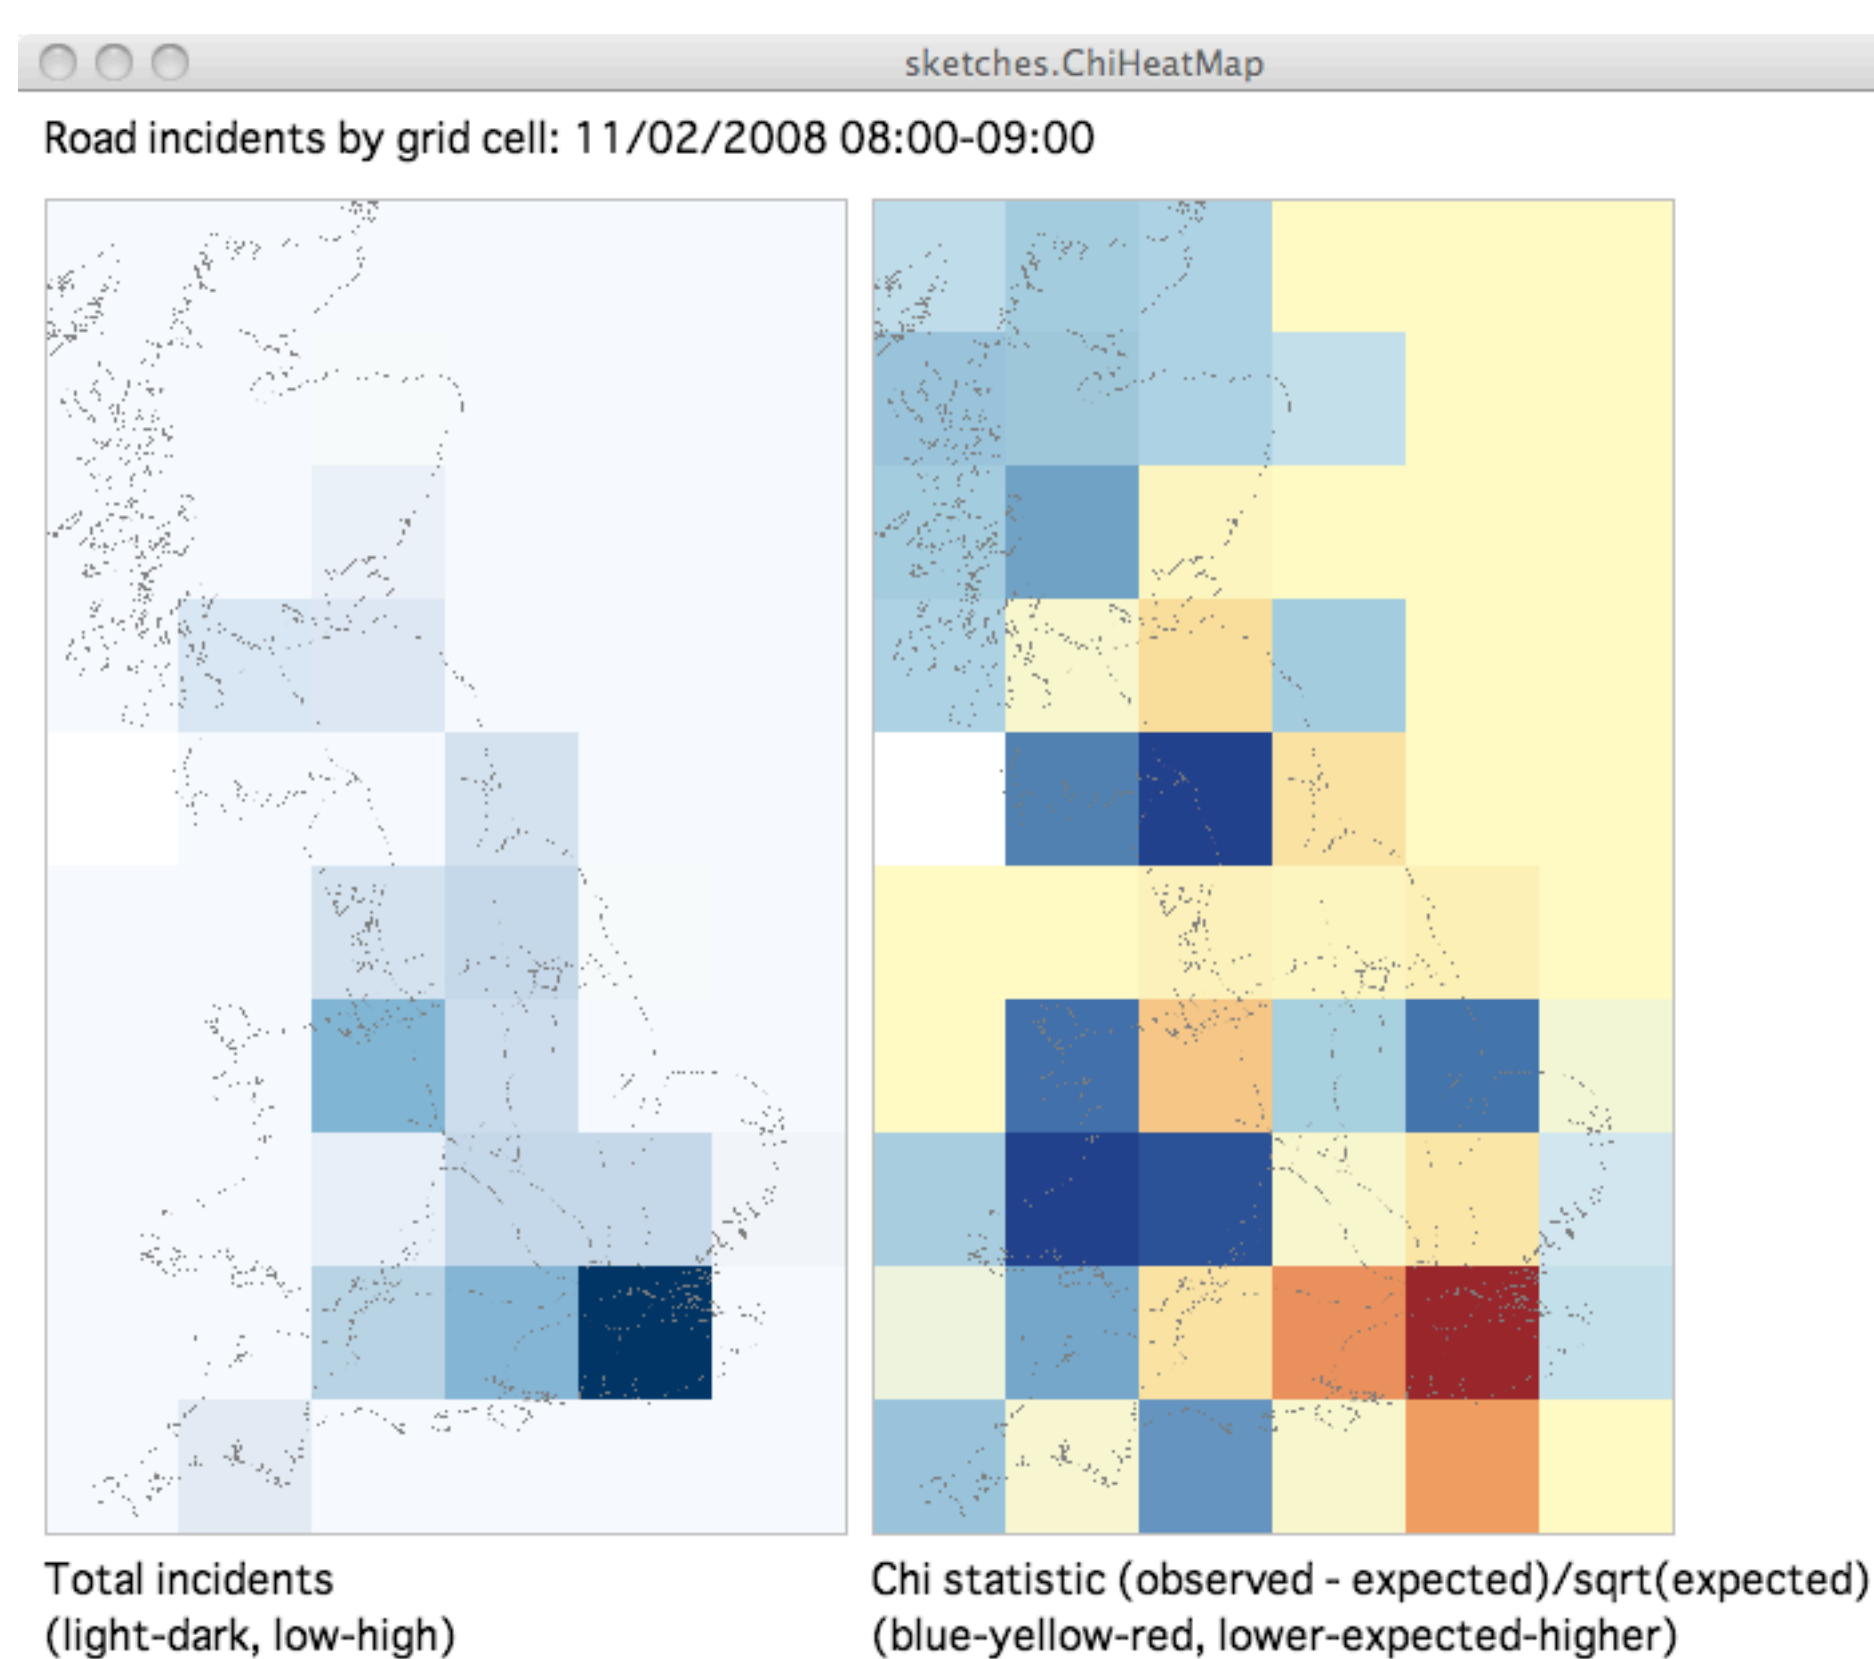 sketches.ChiHeatMap
Road incidents by grid cell: 11/02/2008 08:00-09:00
Total incidents
(light-dark, low-high)
Chi statistic (observed - expected)/sqrt(expected)
(blue-yellow-red, lower-expected-higher)